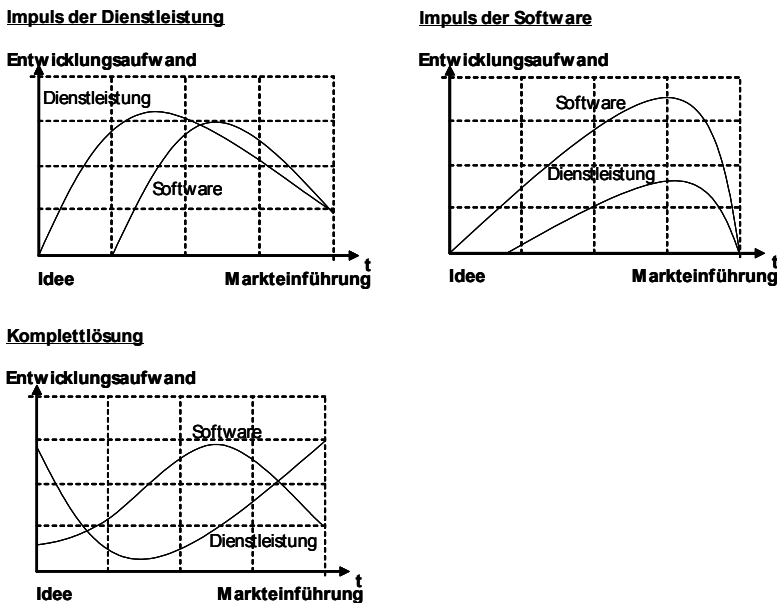 Impuls der Dienstleistung
Entwicklungsaufwand
Dienstleistung
Software
t
Idee
Markteinführung
Impuls der Software
Entwicklungsaufwand
Software
Dienstleistung
t
Idee
Markteinführung
Komplettlösung
Entwicklungsaufwand
Software
Dienstleistung
t
Idee
Markteinführung